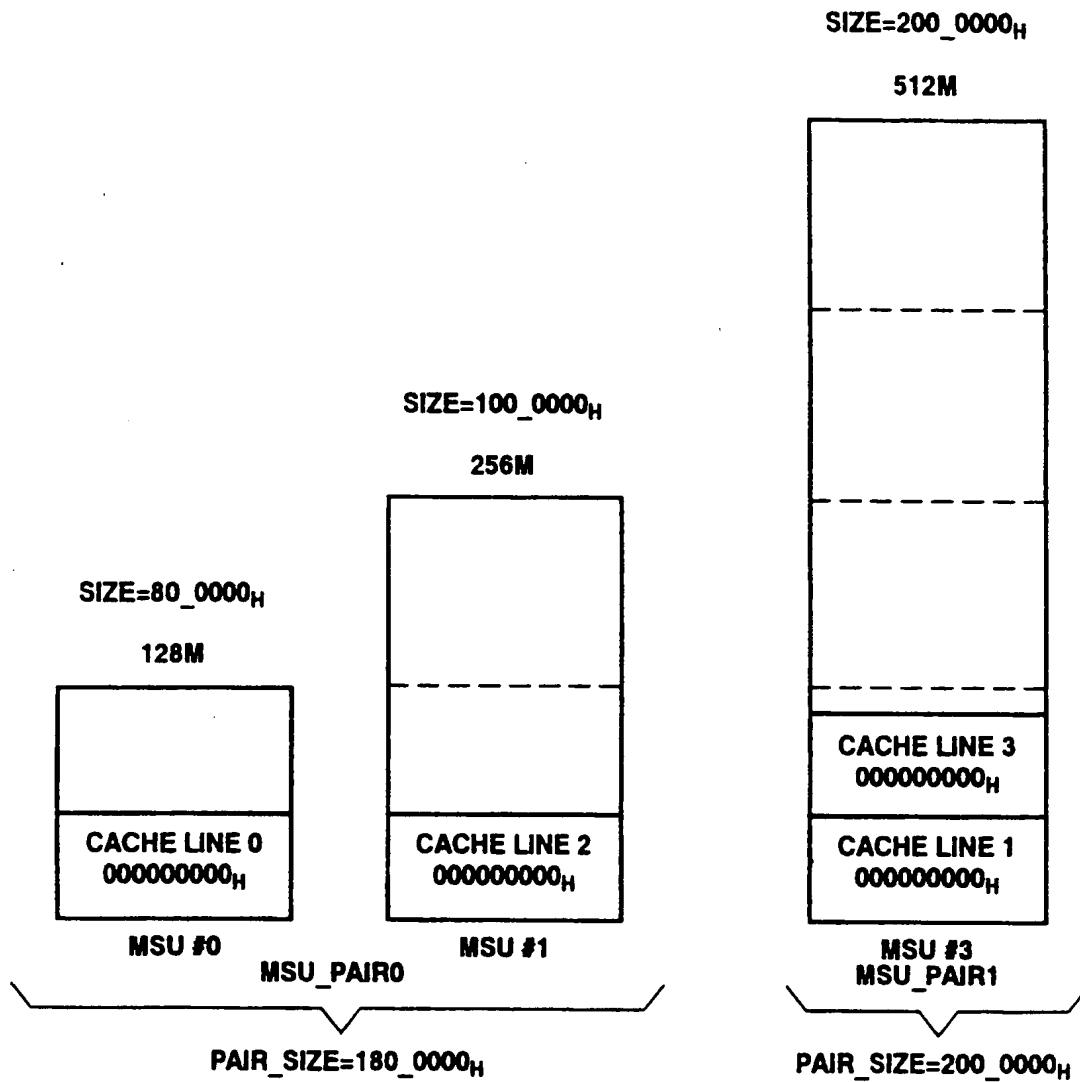 SIZE=200_0000H
512M
SIZE=100_0000H
256M
SIZE=80_0000H
128M
CACHE LINE 0
000000000H
MSU #0
CACHE LINE 2
000000000H
MSU #1
MSU_PAIR0
PAIR_SIZE=180_0000H
CACHE LINE 3
000000000H
CACHE LINE 1
000000000H
MSU #3
MSU_PAIR1
PAIR_SIZE=200_0000H